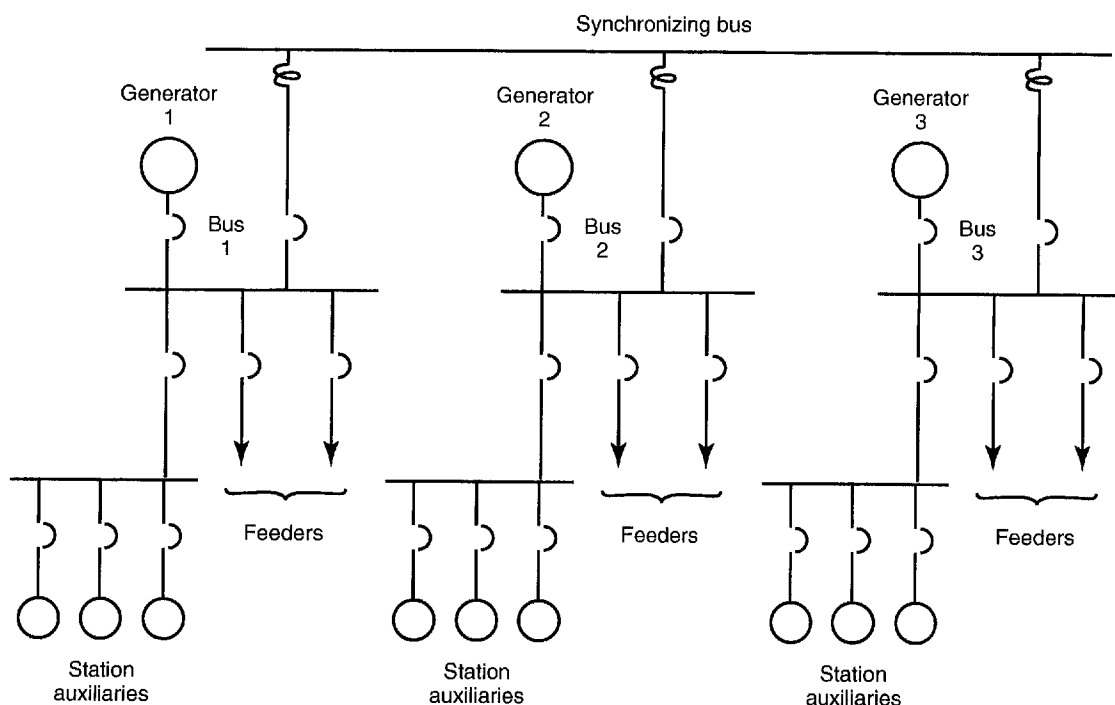 Synchronizing bus
Generator
1
Generator
2
Generator
3
Bus
1
Bus
2
Bus
3
Feeders
Feeders
Feeders
Station
auxiliaries
Station
auxiliaries
Station
auxiliaries